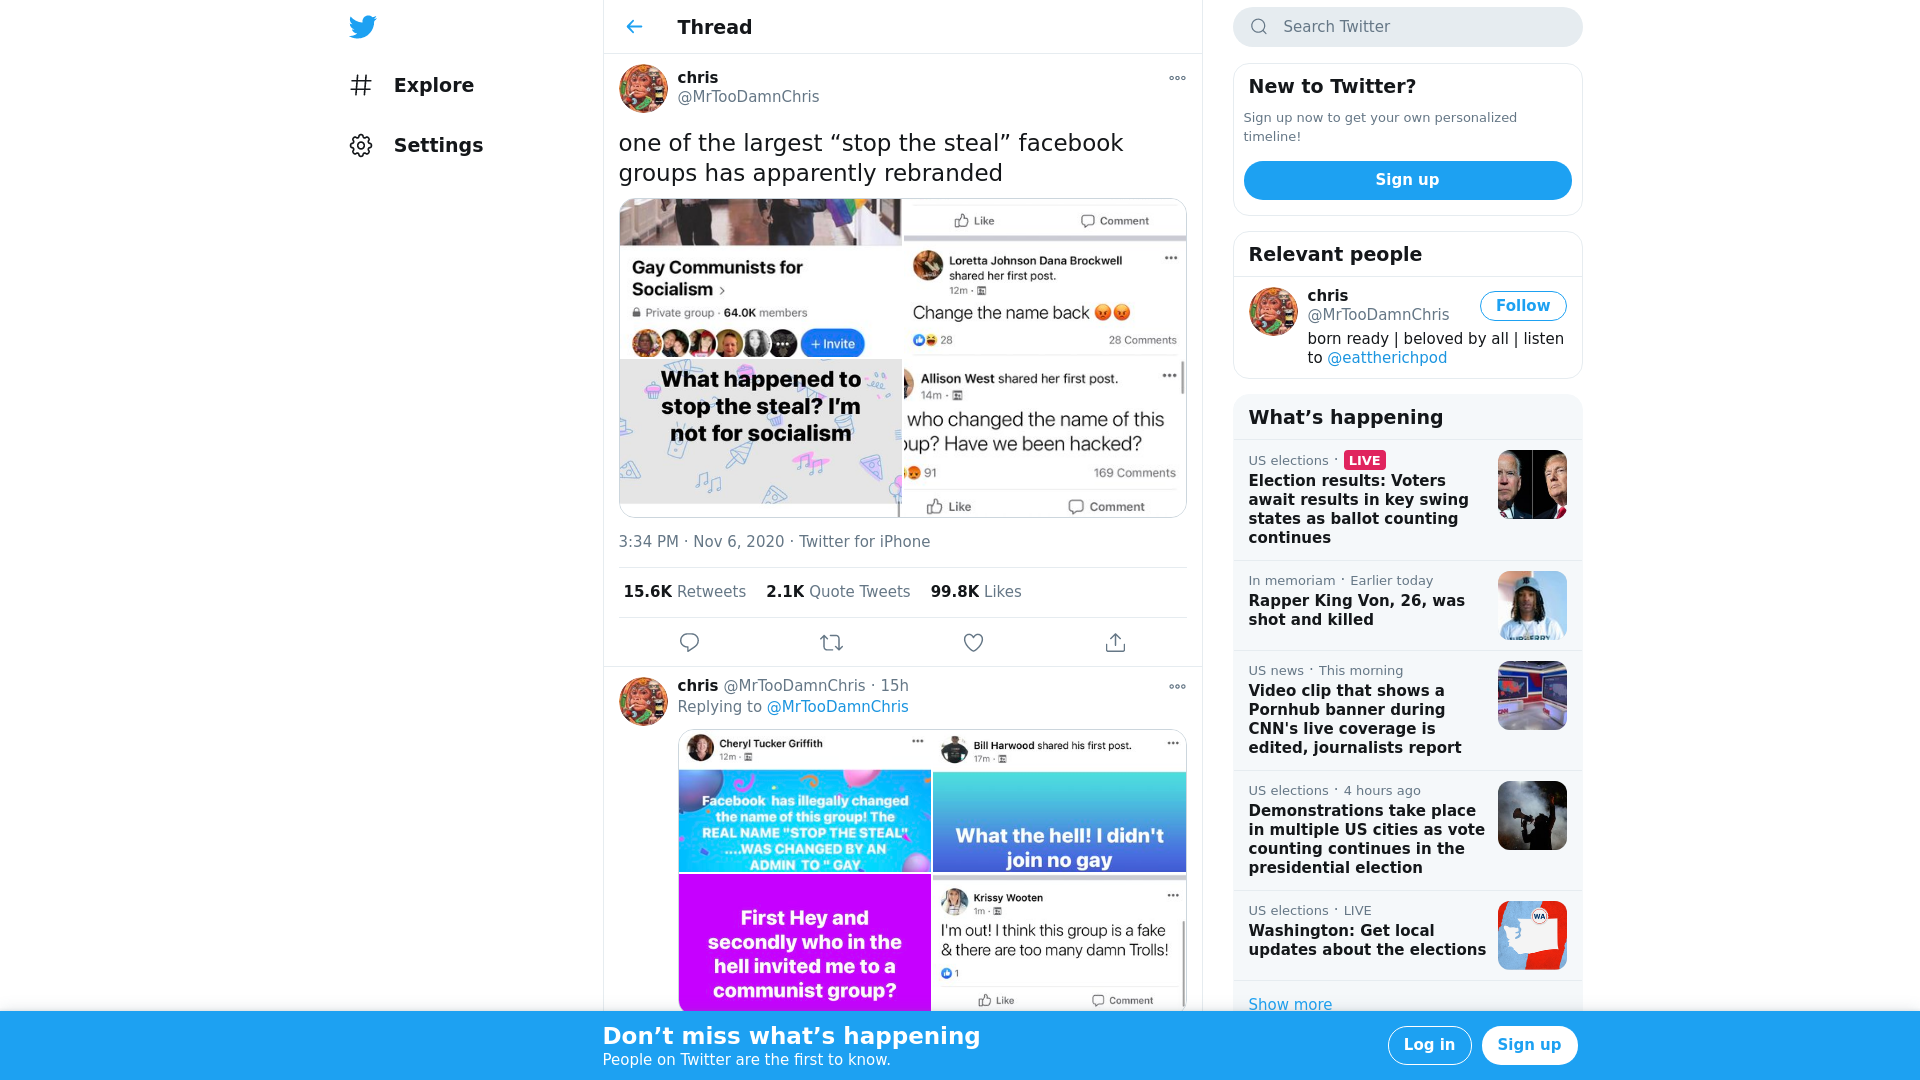 Explore
Settings
Thread
chris
@MrTooDamnChris
one of the largest “stop the steal” facebook
groups has apparently rebranded
Gay Communists for
Socialism >
Private group · 64.0K members
+ Invite
What happened to
stop the steal? I'm
not for socialism
Like Comment
Loretta Johnson Dana Brockwell
shared her first post.
12m ·
Change the name back 😡😡
28 28 Comments
Allison West shared her first post.
14m ·
who changed the name of this
up? Have we been hacked?
91 169 Comments
Like Comment
3:34 PM · Nov 6, 2020 · Twitter for iPhone
15.6K Retweets 2.1K Quote Tweets 99.8K Likes
chris @MrTooDamnChris · 15h
Replying to @MrTooDamnChris
Cheryl Tucker Griffith
12m ·
Facebook has illegally changed
the name of this group! The
REAL NAME "STOP THE STEAL"
....WAS CHANGED BY AN
ADMIN TO " GAY
Bill Harwood shared his first post.
17m ·
What the hell! I didn't
join no gay
First Hey and
secondly who in the
hell invited me to a
communist group?
Krissy Wooten
1m ·
I'm out! I think this group is a fake
& there are too many damn Trolls!
1
Like Comment
Search Twitter
New to Twitter?
Sign up now to get your own personalized
timeline!
Sign up
Relevant people
chris
@MrTooDamnChris
Follow
born ready | beloved by all | listen
to @eattherichpod
What’s happening
US elections · LIVE
Election results: Voters
await results in key swing
states as ballot counting
continues
In memoriam · Earlier today
Rapper King Von, 26, was
shot and killed
US news · This morning
Video clip that shows a
Pornhub banner during
CNN's live coverage is
edited, journalists report
US elections · 4 hours ago
Demonstrations take place
in multiple US cities as vote
counting continues in the
presidential election
US elections · LIVE
Washington: Get local
updates about the elections
WA
Show more
Don’t miss what’s happening
People on Twitter are the first to know.
Log in
Sign up